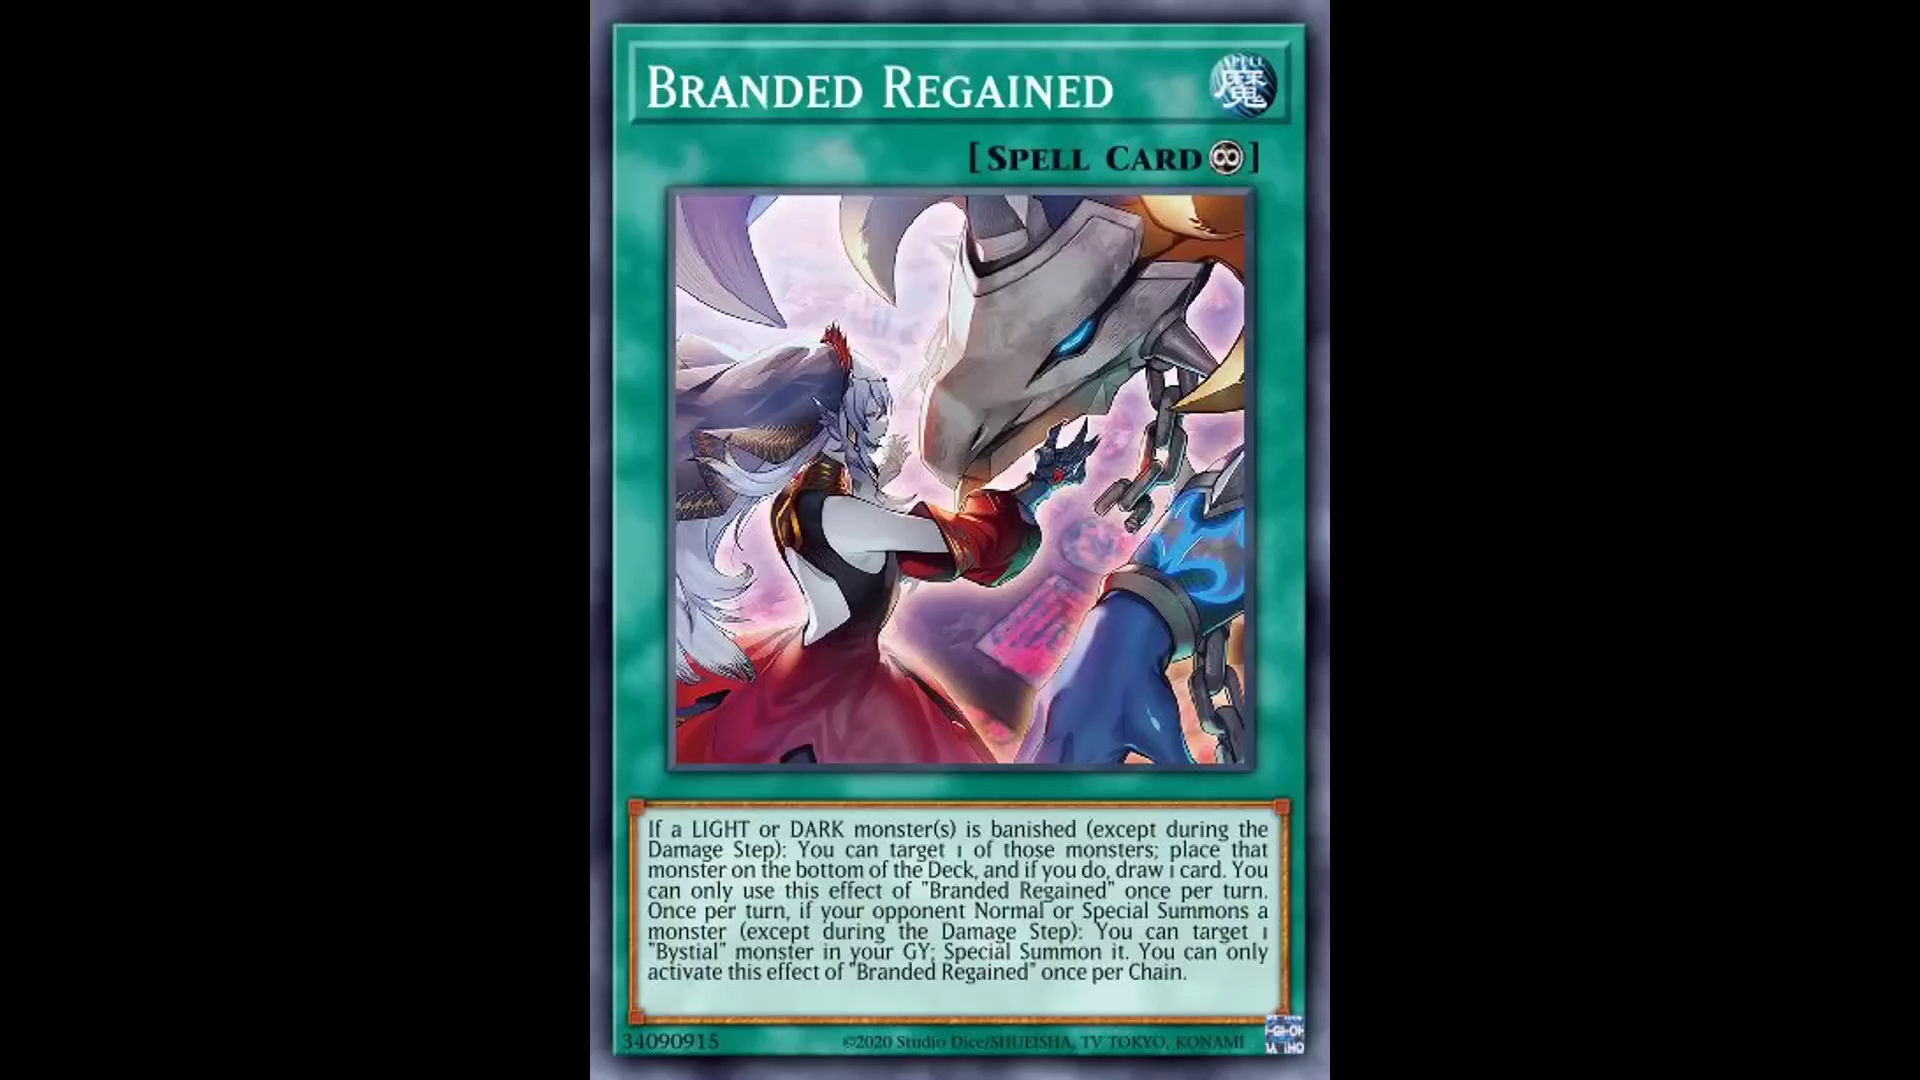 BRANDED REGAINED
SPELL
魔
[SPELL CARD♾]
If a LIGHT or DARK monster(s) is banished (except during the
Damage Step): You can target 1 of those monsters; place that
monster on the bottom of the Deck, and if you do, draw 1 card. You
can only use this effect of "Branded Regained" once per turn.
Once per turn, if your opponent Normal or Special Summons a
monster (except during the Damage Step): You can target 1
"Bystial" monster in your GY; Special Summon it. You can only
activate this effect of "Branded Regained" once per Chain.
34090915
©2020 Studio Dice/SHUEISHA, TV TOKYO, KONAMI